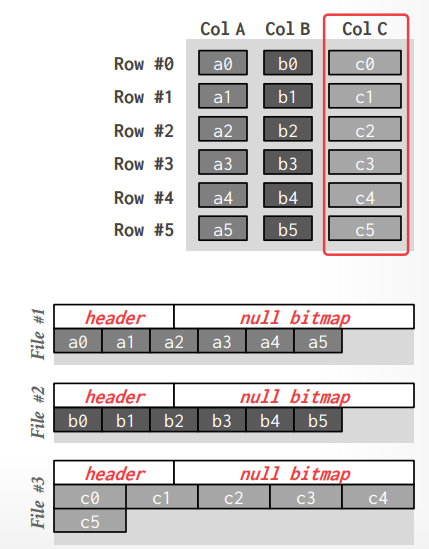 Col A Col B Col C
Row #0 a0 b0 c0
Row #1 a1 b1 c1
Row #2 a2 b2 c2
Row #3 a3 b3 c3
Row #4 a4 b4 c4
Row #5 a5 b5 c5
File #1
header null bitmap
a0 a1 a2 a3 a4 a5
File #2
header null bitmap
b0 b1 b2 b3 b4 b5
File #3
header null bitmap
c0 c1 c2 c3 c4
c5